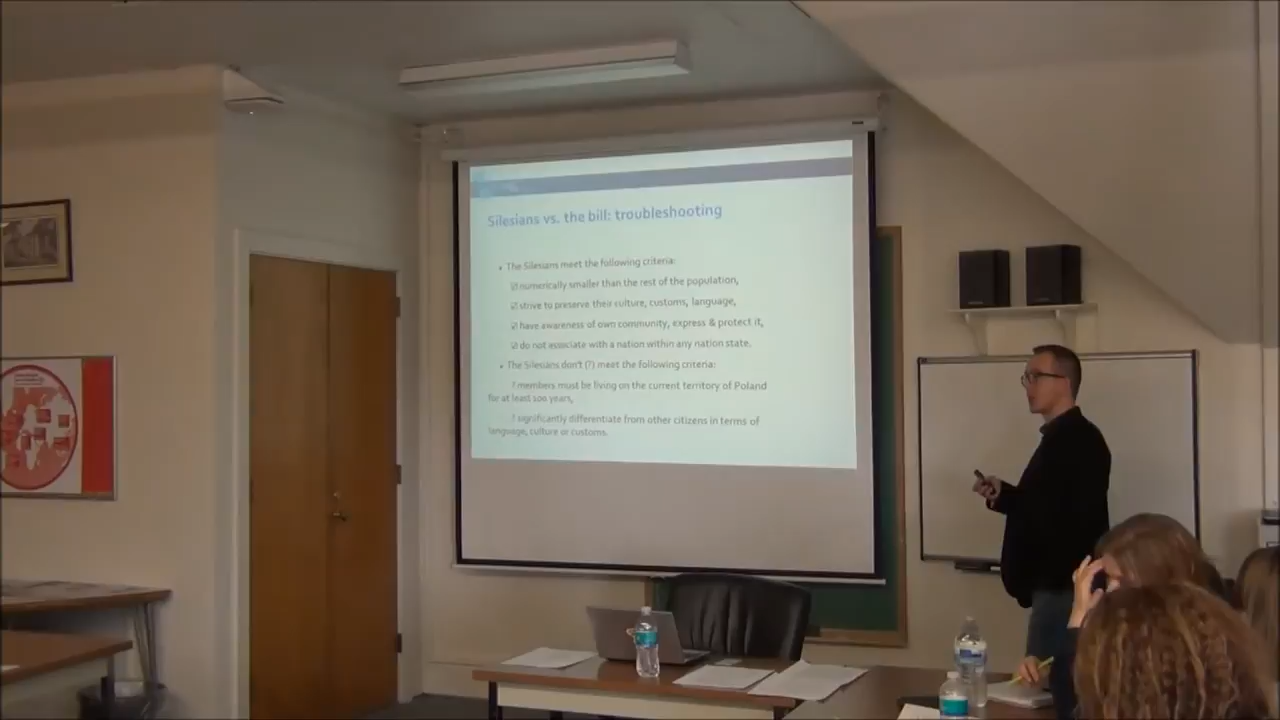 Silesians vs. the bill: troubleshooting
• The Silesians meet the following criteria:
☑ numerically smaller than the rest of the population,
☑ strive to preserve their culture, customs, language,
☑ have awareness of own community, express & protect it,
☑ do not associate with a nation within any nation state.
• The Silesians don't (?) meet the following criteria:
? members must be living on the current territory of Poland
for at least 100 years,
? significantly differentiate from other citizens in terms of
language, culture or customs.